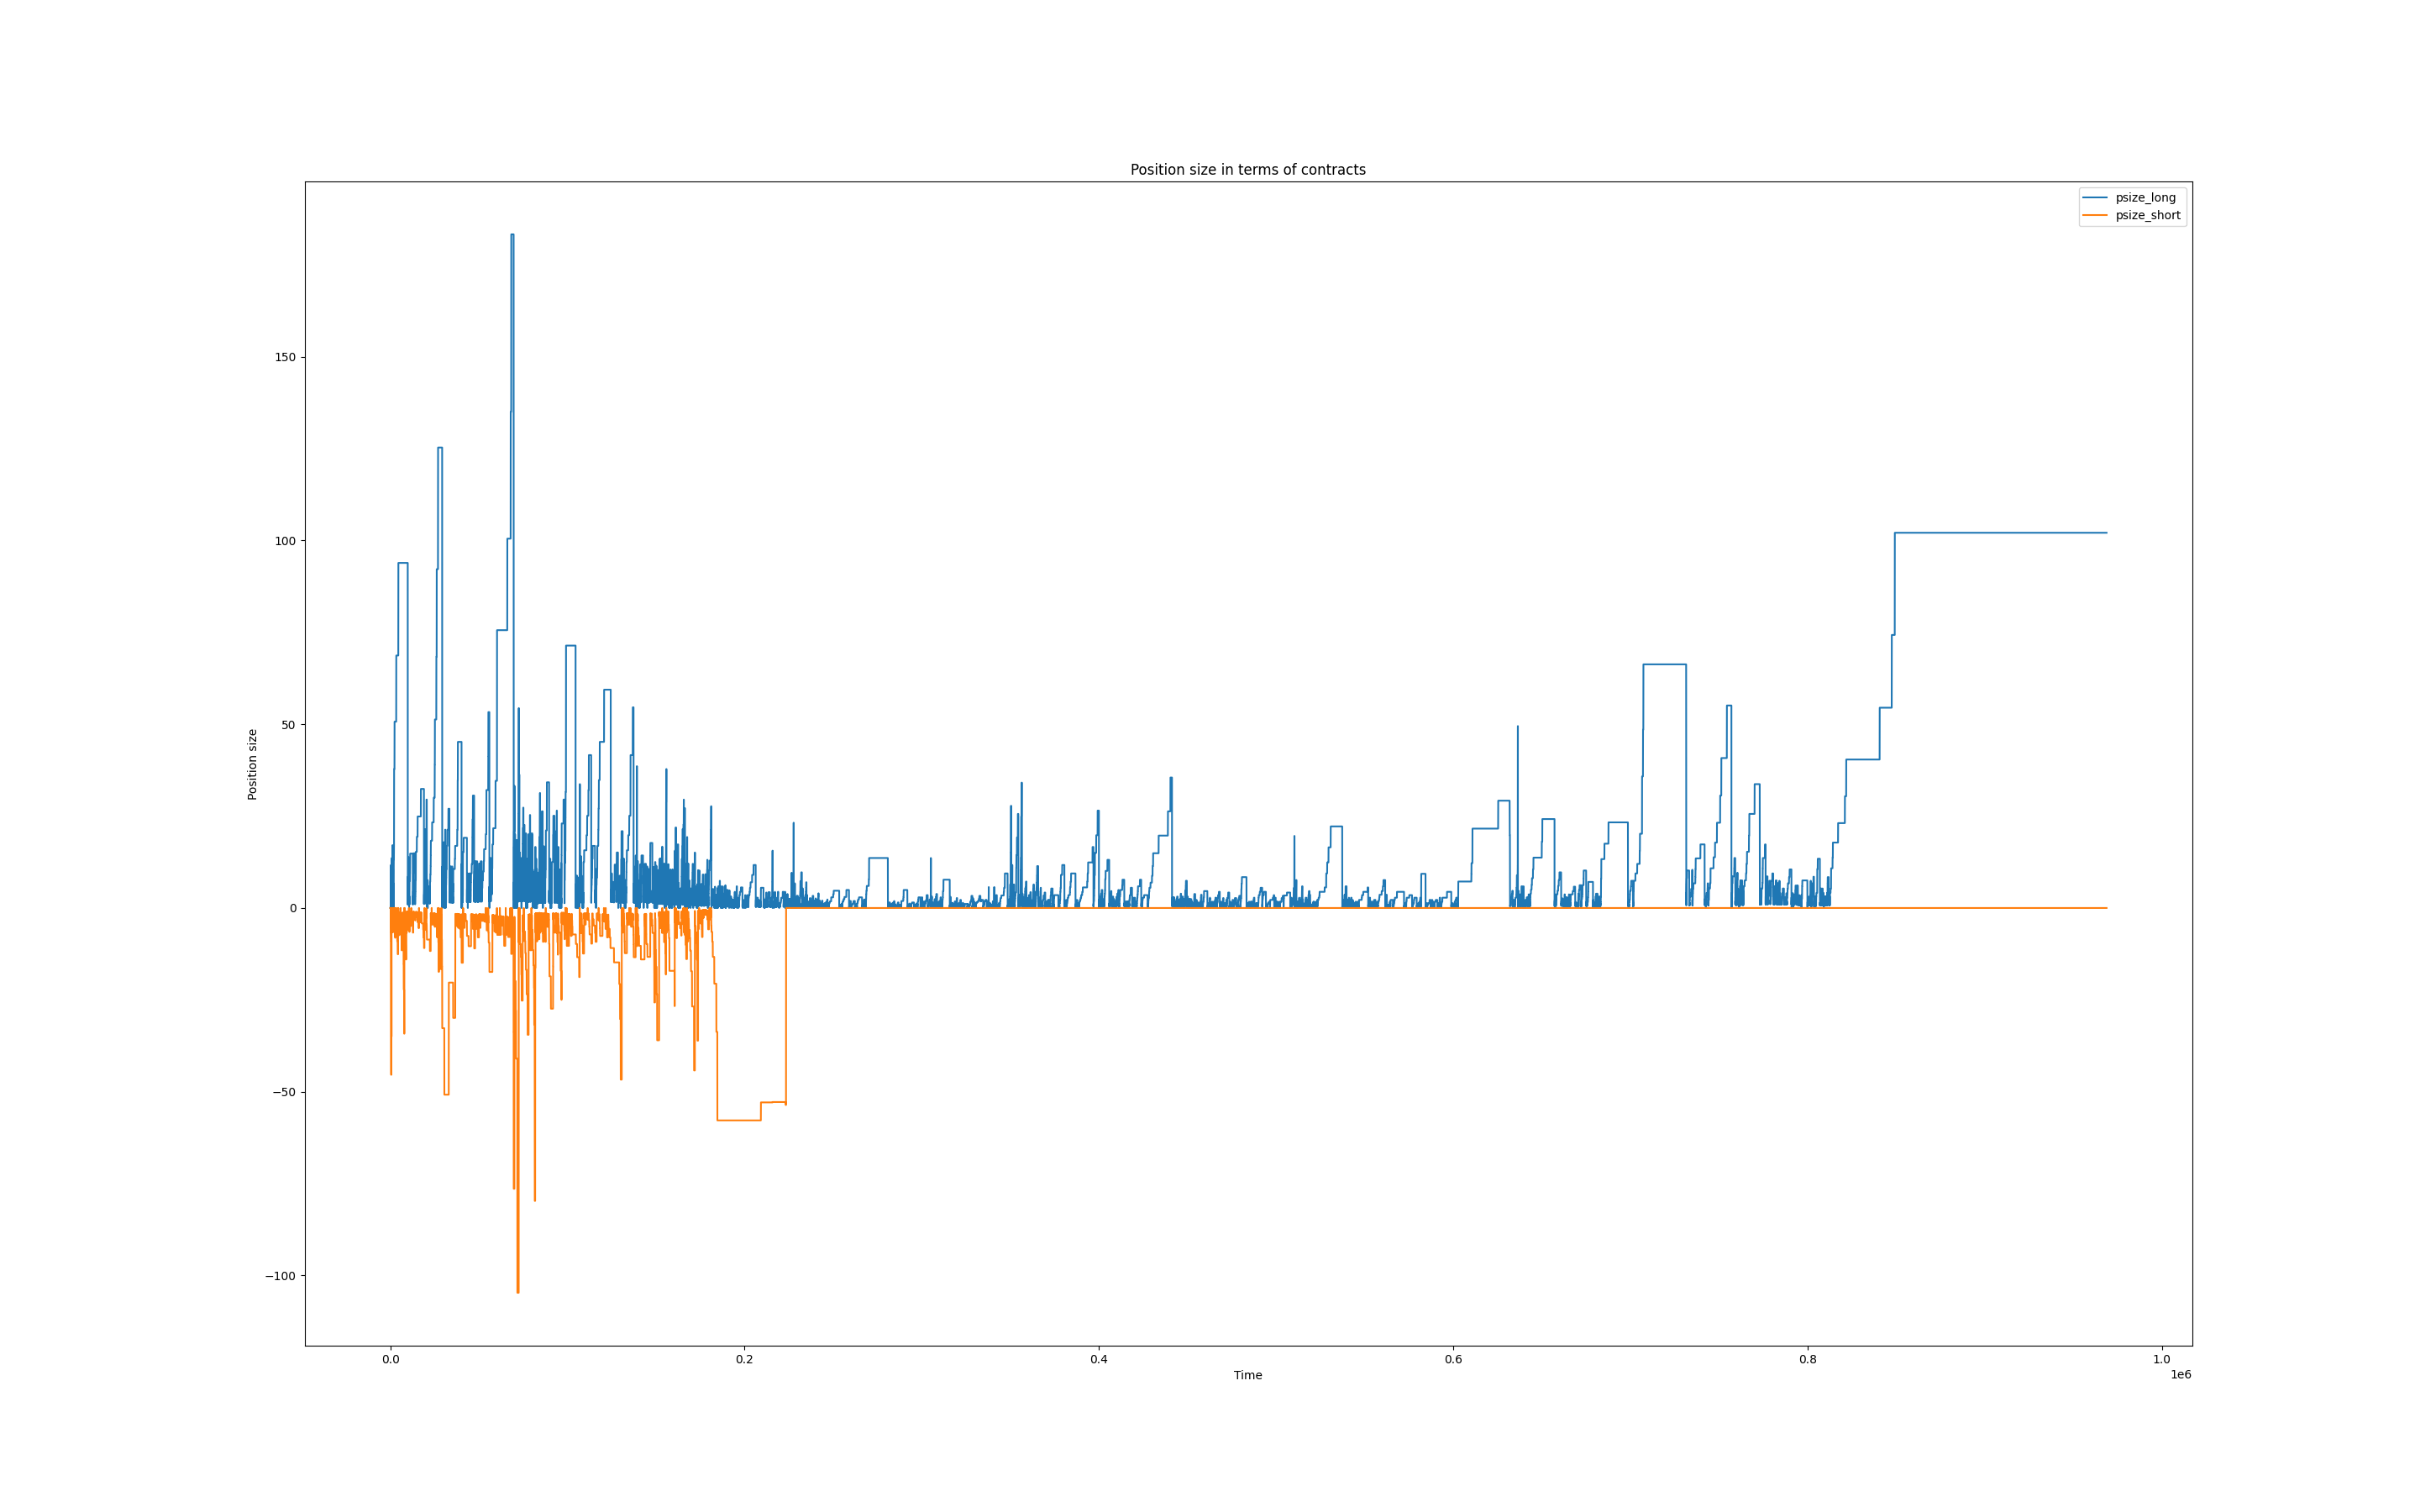 Position size in terms of contracts
psize_long
psize_short
150
100
50
0
−50
−100
Position size
0.0 0.2 0.4 0.6 0.8 1.0
Time
1e6